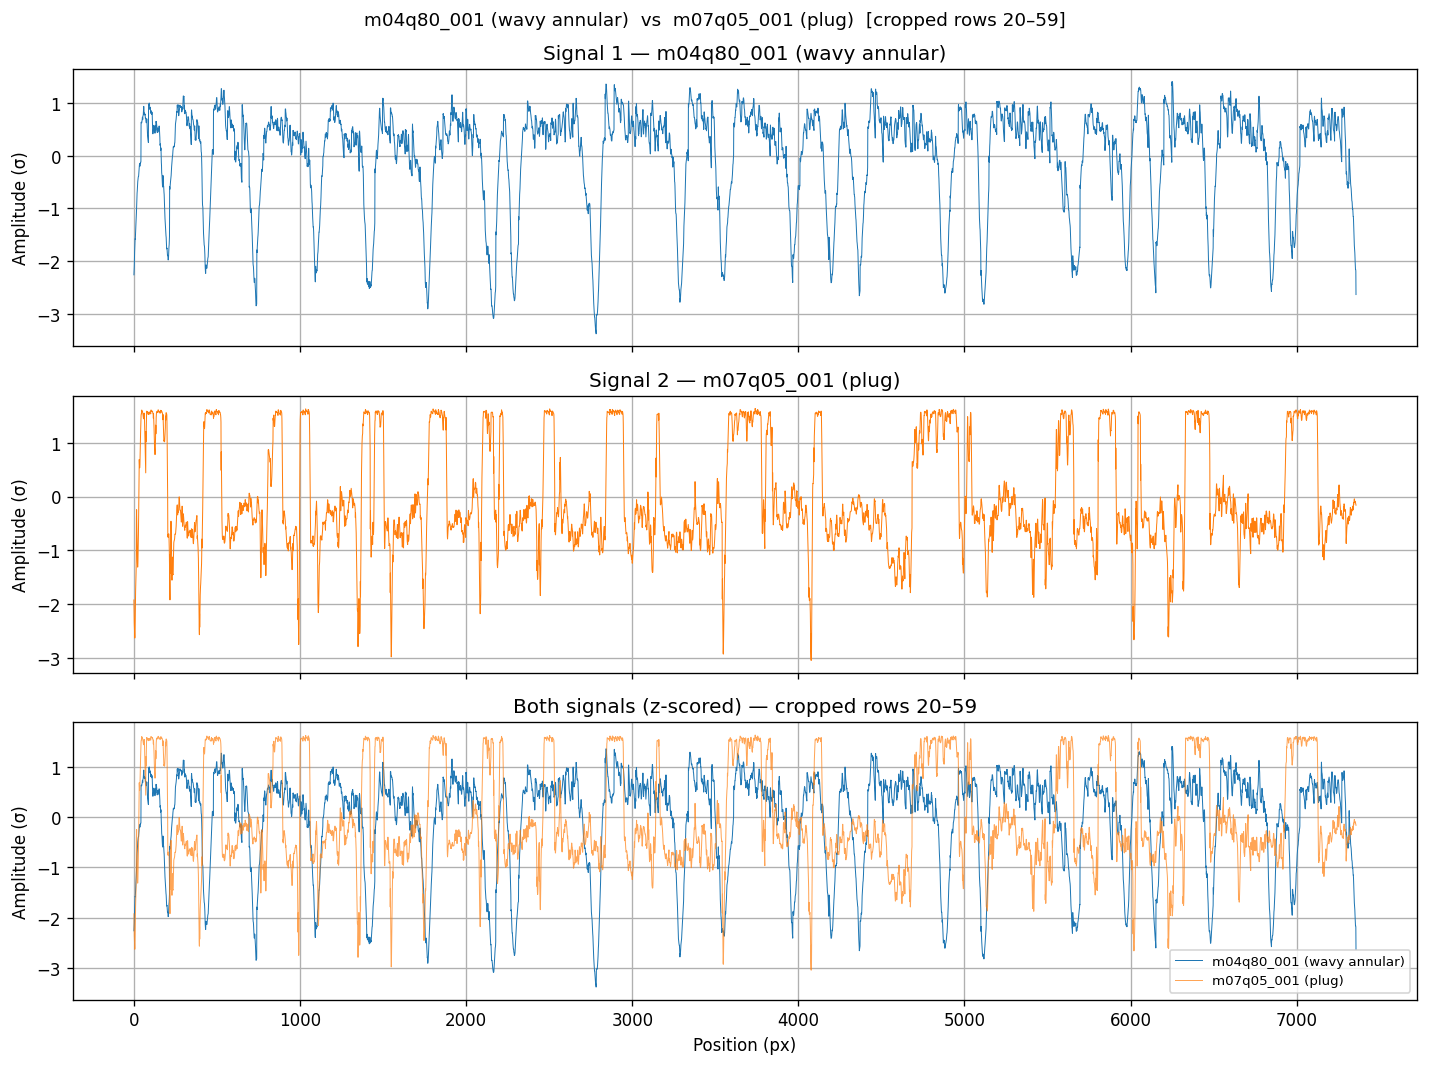 m04q80_001 (wavy annular)  vs  m07q05_001 (plug)  [cropped rows 20–59]
Signal 1 — m04q80_001 (wavy annular)
Amplitude (σ)
1
0
−1
−2
−3
Signal 2 — m07q05_001 (plug)
Amplitude (σ)
1
0
−1
−2
−3
Both signals (z-scored) — cropped rows 20–59
Amplitude (σ)
1
0
−1
−2
−3
m04q80_001 (wavy annular)
m07q05_001 (plug)
0 1000 2000 3000 4000 5000 6000 7000
Position (px)